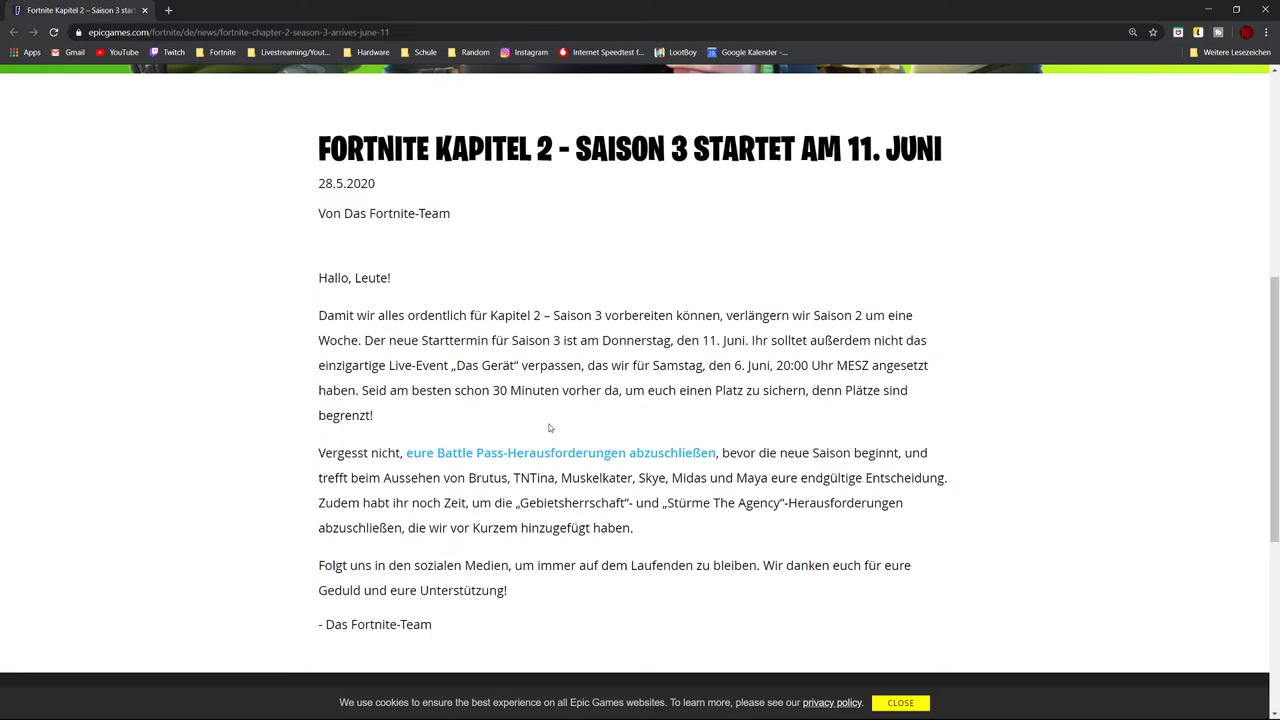 Fortnite Kapitel 2 – Saison 3 star
epicgames.com/fortnite/de/news/fortnite-chapter-2-season-3-arrives-june-11
Apps Gmail YouTube Twitch Fortnite Livestreaming/Yout... Hardware Schule Random Instagram Internet Speedtest f... LootBoy Google Kalender -... Weitere Lesezeichen
FORTNITE KAPITEL 2 - SAISON 3 STARTET AM 11. JUNI
28.5.2020
Von Das Fortnite-Team
Hallo, Leute!
Damit wir alles ordentlich für Kapitel 2 – Saison 3 vorbereiten können, verlängern wir Saison 2 um eine
Woche. Der neue Starttermin für Saison 3 ist am Donnerstag, den 11. Juni. Ihr solltet außerdem nicht das
einzigartige Live-Event „Das Gerät“ verpassen, das wir für Samstag, den 6. Juni, 20:00 Uhr MESZ angesetzt
haben. Seid am besten schon 30 Minuten vorher da, um euch einen Platz zu sichern, denn Plätze sind
begrenzt!
Vergesst nicht, eure Battle Pass-Herausforderungen abzuschließen, bevor die neue Saison beginnt, und
trefft beim Aussehen von Brutus, TNTina, Muskelkater, Skye, Midas und Maya eure endgültige Entscheidung.
Zudem habt ihr noch Zeit, um die „Gebietsherrschaft“- und „Stürme The Agency“-Herausforderungen
abzuschließen, die wir vor Kurzem hinzugefügt haben.
Folgt uns in den sozialen Medien, um immer auf dem Laufenden zu bleiben. Wir danken euch für eure
Geduld und eure Unterstützung!
- Das Fortnite-Team
We use cookies to ensure the best experience on all Epic Games websites. To learn more, please see our privacy policy. CLOSE